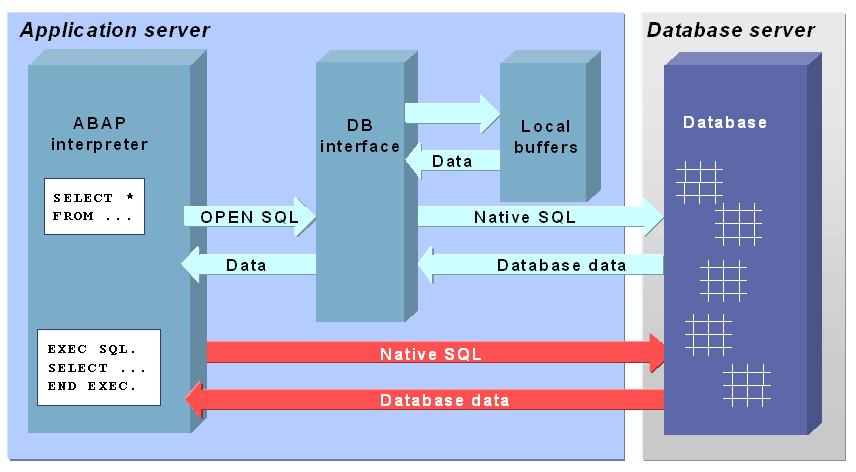 Application server
Database server
ABAP
interpreter
SELECT *
FROM ...
EXEC SQL.
SELECT ...
END EXEC.
OPEN SQL
Data
DB
interface
Data
Local
buffers
Native SQL
Database data
Native SQL
Database data
Database